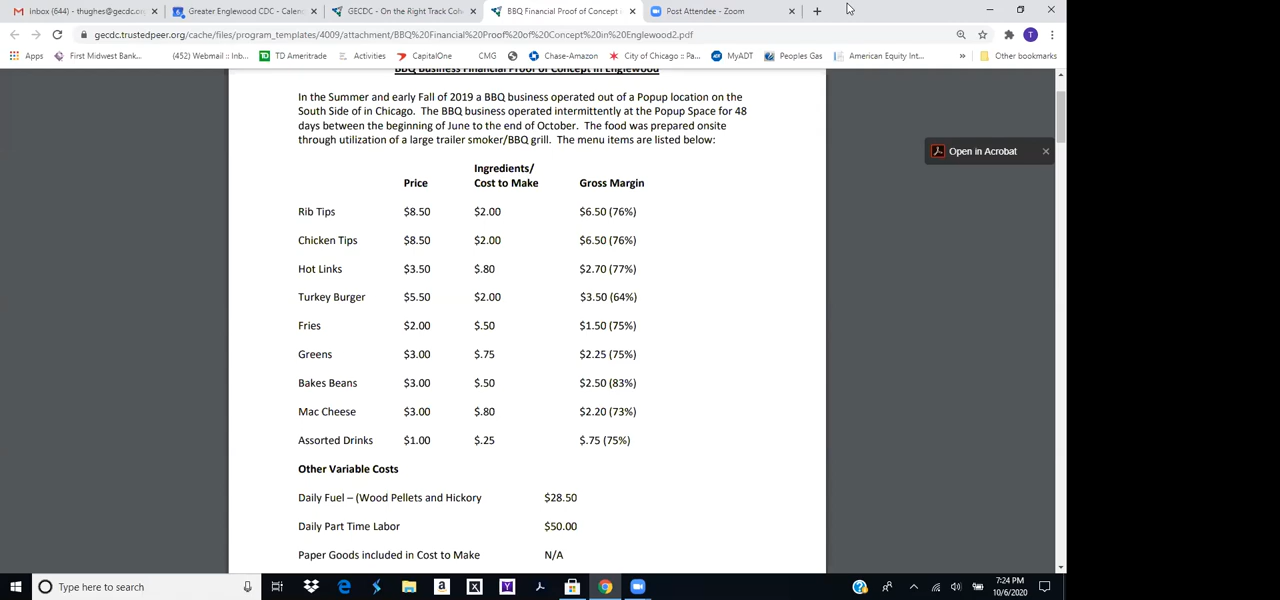 Inbox (644) - thughes@gecdc.or
Greater Englewood CDC - Calend
GECDC - On the Right Track Coh
BBQ Financial Proof of Concept i
Post Attendee - Zoom
gecdc.trustedpeer.org/cache/files/program_templates/4009/attachment/BBQ%20Financial%20Proof%20of%20Concept%20in%20Englewood2.pdf
T
Apps
First Midwest Bank...
(452) Webmail :: Inb...
TD Ameritrade
Activities
CapitalOne
CMG
Chase-Amazon
City of Chicago :: Pa...
MyADT
Peoples Gas
American Equity Int...
Other bookmarks
BBQ Business Financial Proof of Concept in Englewood
In the Summer and early Fall of 2019 a BBQ business operated out of a Popup location on the
South Side of in Chicago. The BBQ business operated intermittently at the Popup Space for 48
days between the beginning of June to the end of October. The food was prepared onsite
through utilization of a large trailer smoker/BBQ grill. The menu items are listed below:
Open in Acrobat
Ingredients/
Price Cost to Make Gross Margin
Rib Tips $8.50 $2.00 $6.50 (76%)
Chicken Tips $8.50 $2.00 $6.50 (76%)
Hot Links $3.50 $.80 $2.70 (77%)
Turkey Burger $5.50 $2.00 $3.50 (64%)
Fries $2.00 $.50 $1.50 (75%)
Greens $3.00 $.75 $2.25 (75%)
Bakes Beans $3.00 $.50 $2.50 (83%)
Mac Cheese $3.00 $.80 $2.20 (73%)
Assorted Drinks $1.00 $.25 $.75 (75%)
Other Variable Costs
Daily Fuel – (Wood Pellets and Hickory $28.50
Daily Part Time Labor $50.00
Paper Goods included in Cost to Make N/A
Type here to search
7:24 PM
10/6/2020